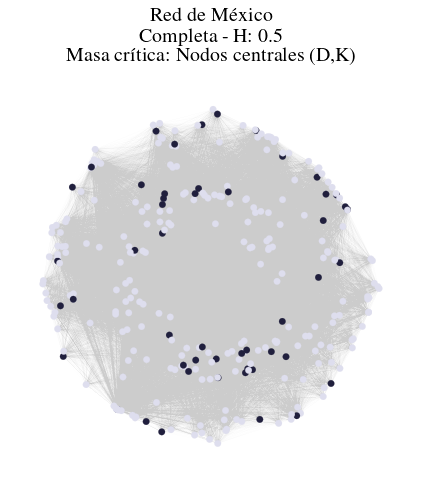 Red de México
Completa - H: 0.5
Masa crítica: Nodos centrales (D,K)